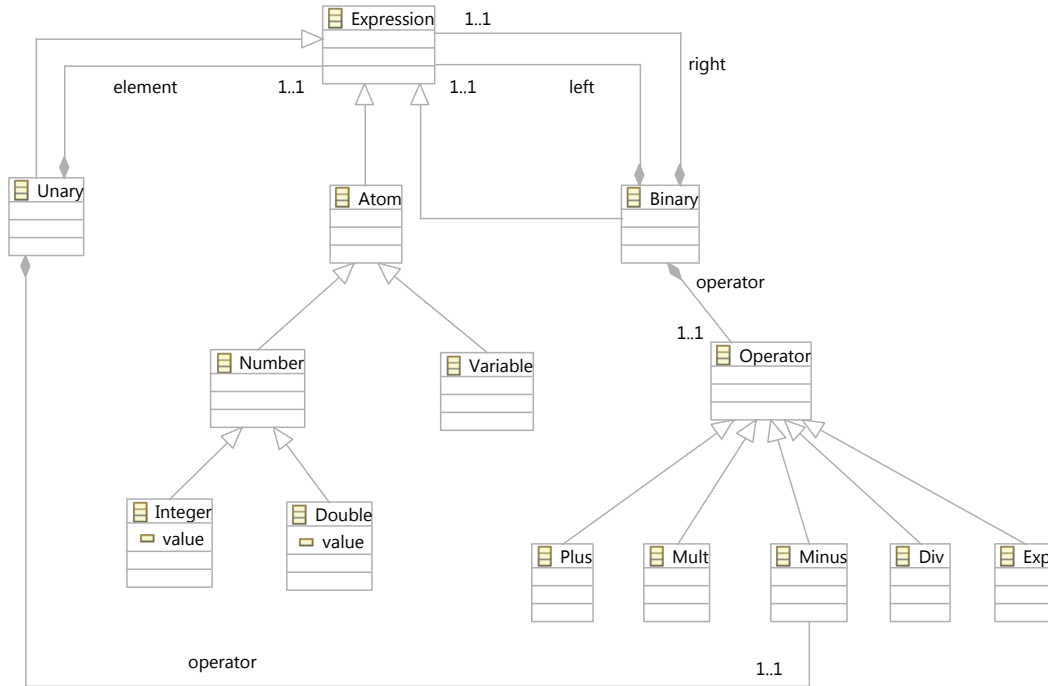 Expression
1..1
right
element
1..1
1..1
left
Unary
Atom
Binary
operator
1..1
Number
Variable
Operator
Integer
value
Double
value
Plus
Mult
Minus
Div
Exp
operator
1..1